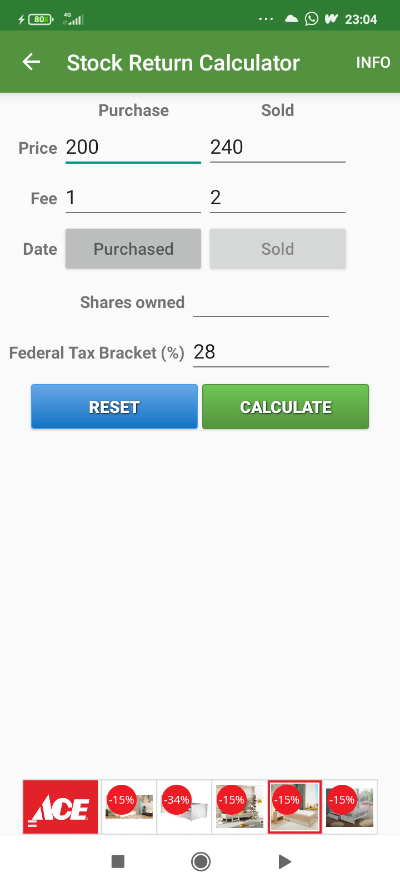 80 4G 23:04
Stock Return Calculator INFO
Purchase Sold
Price 200 240
Fee 1 2
Date Purchased Sold
Shares owned
Federal Tax Bracket (%) 28
RESET CALCULATE
ACE -15% -34% -15% -15% -15%